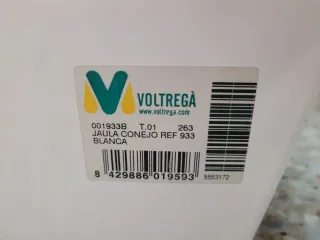 VOLTREGÀ
www.voltrega.com
001933B T.01 263
JAULA CONEJO REF 933
BLANCA
8 429886 019593
5553172